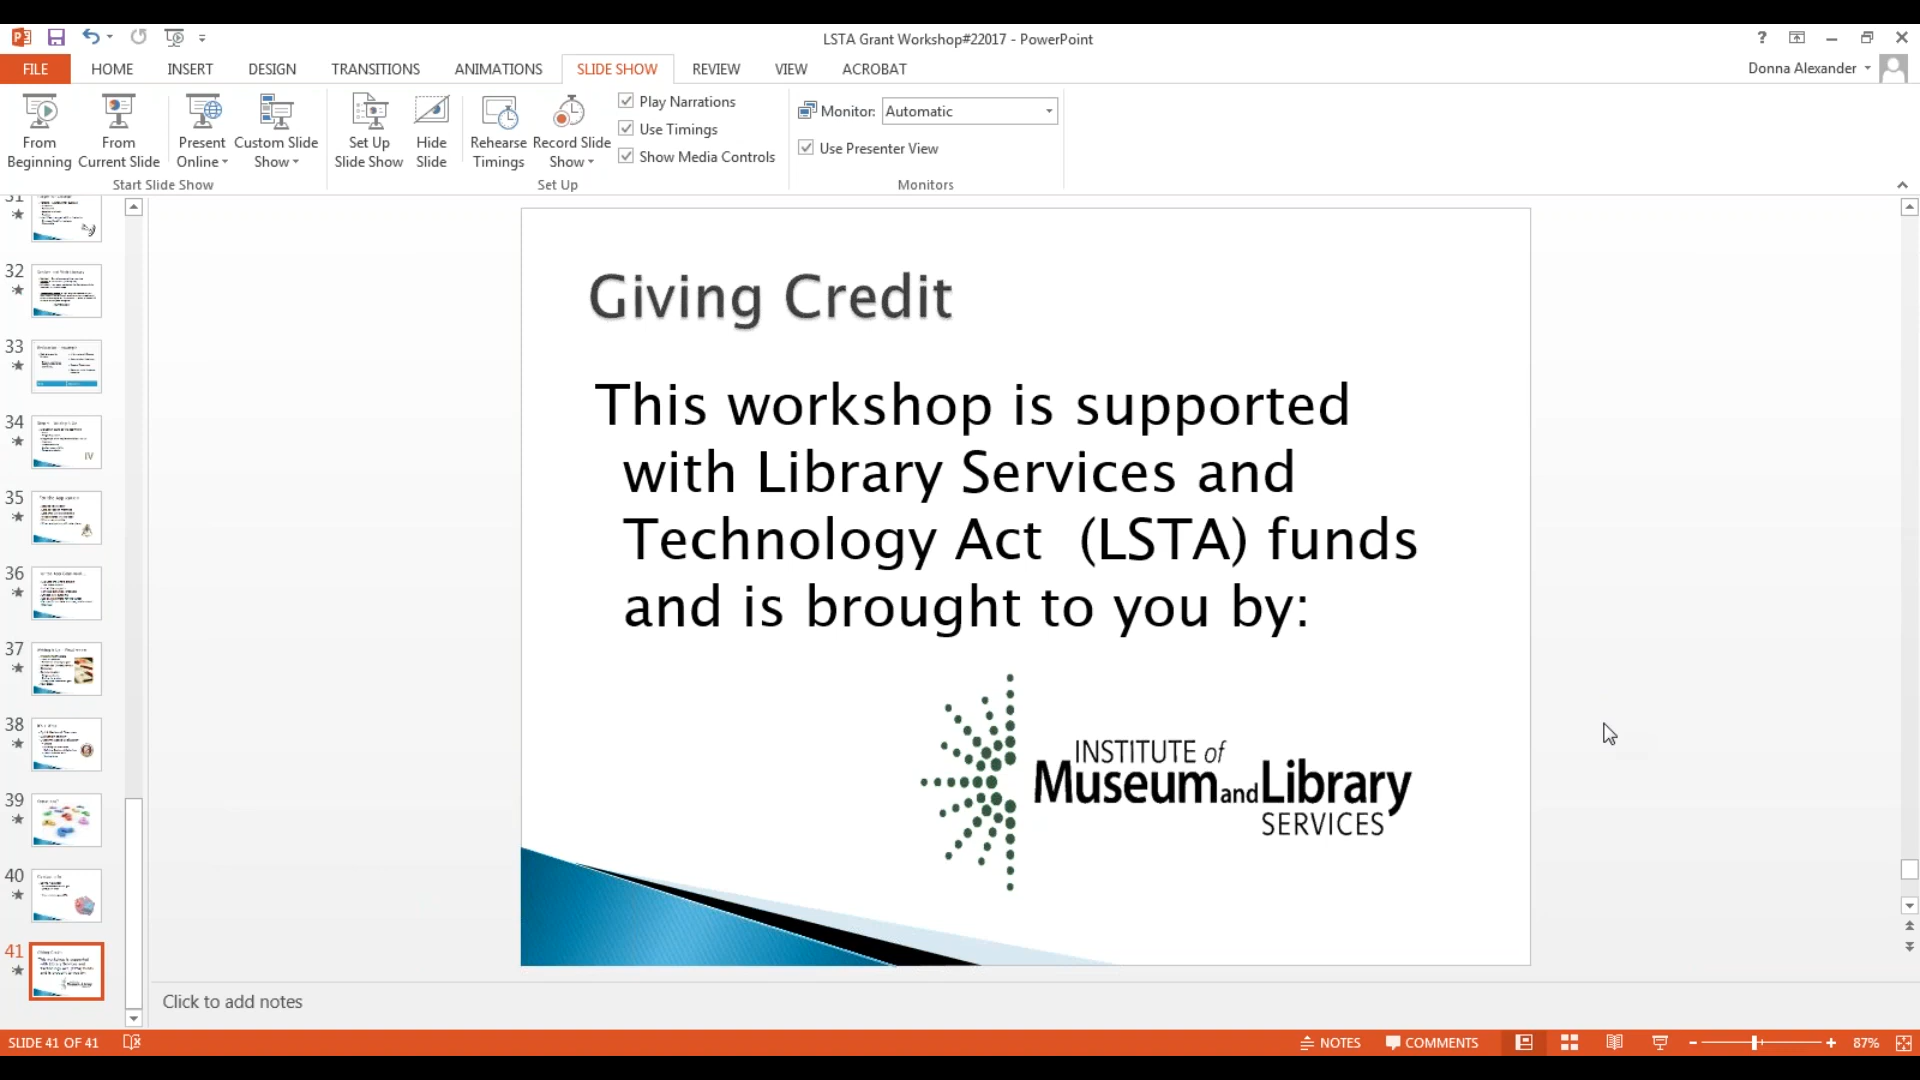 LSTA Grant Workshop#22017 - PowerPoint
FILE HOME INSERT DESIGN TRANSITIONS ANIMATIONS SLIDE SHOW REVIEW VIEW ACROBAT
Donna Alexander
From Beginning
From Current Slide
Present Online
Custom Slide Show
Start Slide Show
Set Up Slide Show
Hide Slide
Rehearse Timings
Record Slide Show
Play Narrations
Use Timings
Show Media Controls
Set Up
Monitor: Automatic
Use Presenter View
Monitors
31
32
33
34
35
36
37
38
39
40
41
Giving Credit
This workshop is supported
with Library Services and
Technology Act (LSTA) funds
and is brought to you by:
INSTITUTE of
Museum and Library
SERVICES
Click to add notes
SLIDE 41 OF 41
NOTES COMMENTS 87%